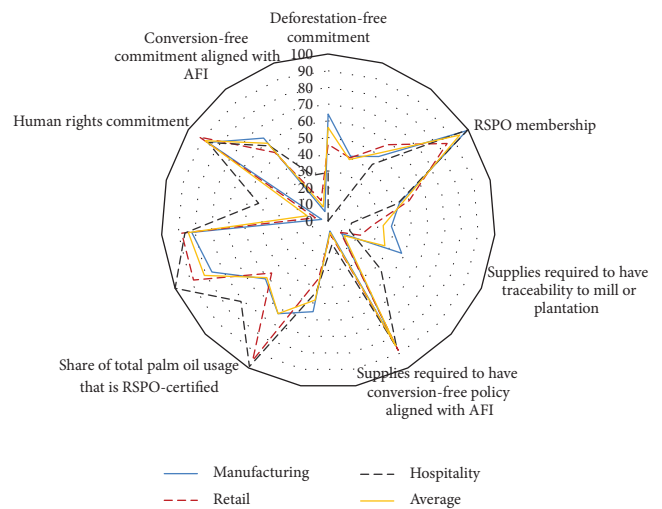 Deforestation-free
commitment
Conversion-free
commitment aligned with
AFI
100
90
80
70
60
50
40
30
20
10
0
Human rights commitment
RSPO membership
Supplies required to have
traceability to mill or
plantation
Share of total palm oil usage
that is RSPO-certified
Supplies required to have
conversion-free policy
aligned with AFI
Manufacturing
Hospitality
Retail
Average